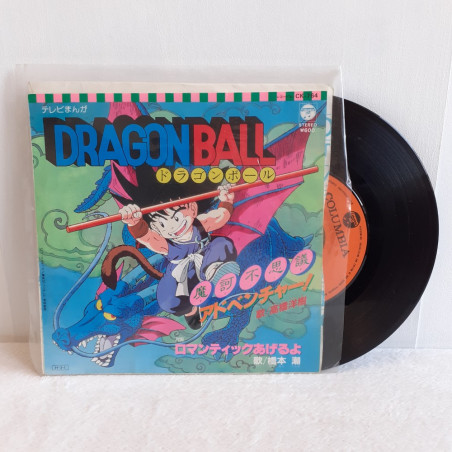 テレビまんが
STEREO
¥600
DRAGON BALL
ドラゴンボール
魔訶不思議
アドベンチャー!
ロマンティックあげるよ
歌/橋本 潮
COLUMBIA